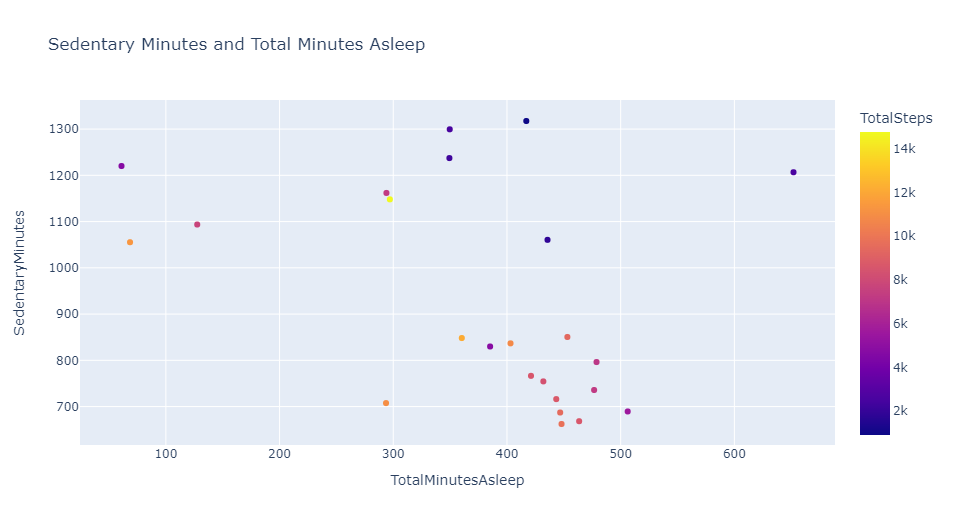 Sedentary Minutes and Total Minutes Asleep
TotalSteps
14k
12k
10k
8k
6k
4k
2k
SedentaryMinutes
1300
1200
1100
1000
900
800
700
100 200 300 400 500 600
TotalMinutesAsleep